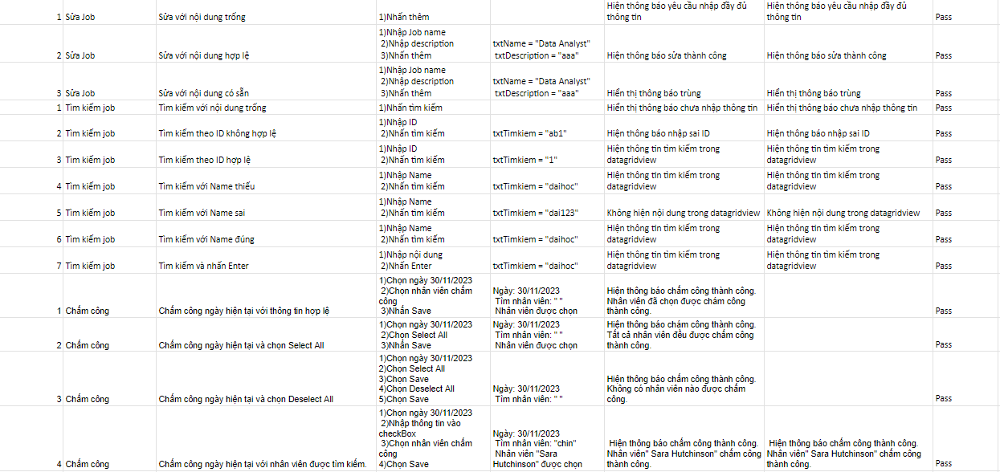 Hiện thông báo yêu cầu nhập đầy đủ Hiện thông báo yêu cầu nhập đầy đủ
1 Sửa Job Sửa với nội dung trống 1)Nhấn thêm thông tin thông tin Pass
1)Nhập Job name
2)Nhập description txtName = "Data Analyst"
2 Sửa Job Sửa với nội dung hợp lệ 3)Nhấn thêm txtDescription = "aaa" Hiện thông báo sửa thành công Hiện thông báo sửa thành công Pass
1)Nhập Job name
2)Nhập description txtName = "Data Analyst"
3 Sửa Job Sửa với nội dung có sẵn 3)Nhấn thêm txtDescription = "aaa" Hiển thị thông báo trùng Hiển thị thông báo trùng Pass
1 Tìm kiếm job Tìm kiếm với nội dung trống 1)Nhấn tìm kiếm Hiển thị thông báo chưa nhập thông tin Hiển thị thông báo chưa nhập thông tin Pass
1)Nhập ID
2 Tìm kiếm job Tìm kiếm theo ID không hợp lệ 2)Nhấn tìm kiếm txtTimkiem = "ab1" Hiện thông báo nhập sai ID Hiện thông báo nhập sai ID Pass
1)Nhập ID Hiện thông tin tìm kiếm trong Hiện thông tin tìm kiếm trong
3 Tìm kiếm job Tìm kiếm theo ID hợp lệ 2)Nhấn tìm kiếm txtTimkiem = "1" datagridview datagridview Pass
1)Nhập Name Hiện thông tin tìm kiếm trong Hiện thông tin tìm kiếm trong
4 Tìm kiếm job Tìm kiếm với Name thiếu 2)Nhấn tìm kiếm txtTimkiem = "daihoc" datagridview datagridview Pass
1)Nhập Name
5 Tìm kiếm job Tìm kiếm với Name sai 2)Nhấn tìm kiếm txtTimkiem = "dai123" Không hiện nội dung trong datagridview Không hiện nội dung trong datagridview Pass
1)Nhập Name Hiện thông tin tìm kiếm trong Hiện thông tin tìm kiếm trong
6 Tìm kiếm job Tìm kiếm với Name đúng 2)Nhấn tìm kiếm txtTimkiem = "daihoc" datagridview datagridview Pass
1)Nhập nội dung Hiện thông tin tìm kiếm trong Hiện thông tin tìm kiếm trong
7 Tìm kiếm job Tìm kiếm và nhấn Enter 2)Nhấn Enter txtTimkiem = "daihoc" datagridview datagridview Pass
1)Chọn ngày 30/11/2023
2)Chọn nhân viên chấm Ngày: 30/11/2023 Hiện thông báo chấm công thành công.
công Tìm nhân viên: " " Nhân viên đã chọn được chấm công
1 Chấm công Chấm công ngày hiện tại với thông tin hợp lệ 3)Nhấn Save Nhân viên được chọn thành công. Pass
1)Chọn ngày 30/11/2023 Ngày: 30/11/2023 Hiện thông báo chấm công thành công.
2)Chọn Select All Tìm nhân viên: " " Tất cả nhân viên đều được chấm công
2 Chấm công Chấm công ngày hiện tại và chọn Select All 3)Nhấn Save Nhân viên được chọn thành công. Pass
1)Chọn ngày 30/11/2023
2)Chọn Select All
3)Chọn Save Hiện thông báo chấm công thành công.
4)Chọn Deselect All Ngày: 30/11/2023 Không có nhân viên nào được chấm
3 Chấm công Chấm công ngày hiện tại và chọn Deselect All 5)Chọn Save Tìm nhân viên: " " công. Pass
1)Chọn ngày 30/11/2023
2)Nhập thông tin vào
checkBox Ngày: 30/11/2023
3)Chọn nhân viên chấm Tìm nhân viên: "chin" Hiện thông báo chấm công thành công. Hiện thông báo chấm công thành công.
công Nhân viên "Sara Nhân viên" Sara Hutchinson" chấm công Nhân viên" Sara Hutchinson" chấm công
4 Chấm công Chấm công ngày hiện tại với nhân viên được tìm kiếm. 4)Chọn Save Hutchinson" được chọn thành công. thành công. Pass